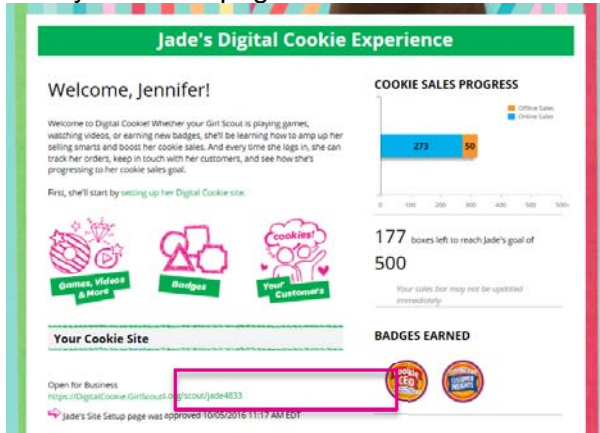 Jade's Digital Cookie Experience
Welcome, Jennifer!
Welcome to Digital Cookie! Whether your Girl Scout is playing games,
watching videos, or earning new badges, she'll be learning how to amp up her
selling smarts and boost her cookie sales. And every time she logs in, she can
track her orders, keep in touch with her customers, and see how she's
progressing to her cookie sales goal.
First, she'll start by setting up her Digital Cookie site.
Games, Videos
& More
Badges
cookies!
Your
Customers
Your Cookie Site
Open for Business
https://DigitalCookie.GirlScouts.org/scout/jade4833
Jade's Site Setup page was approved 10/05/2016 11:17 AM EDT
COOKIE SALES PROGRESS
Offline Sales
Online Sales
273 50
0 100 200 300 400 500 500+
177 boxes left to reach Jade's goal of
500
Your sales bar may not be updated
immediately
BADGES EARNED
Cookie
CEO
CUSTOMER
INSIGHTS